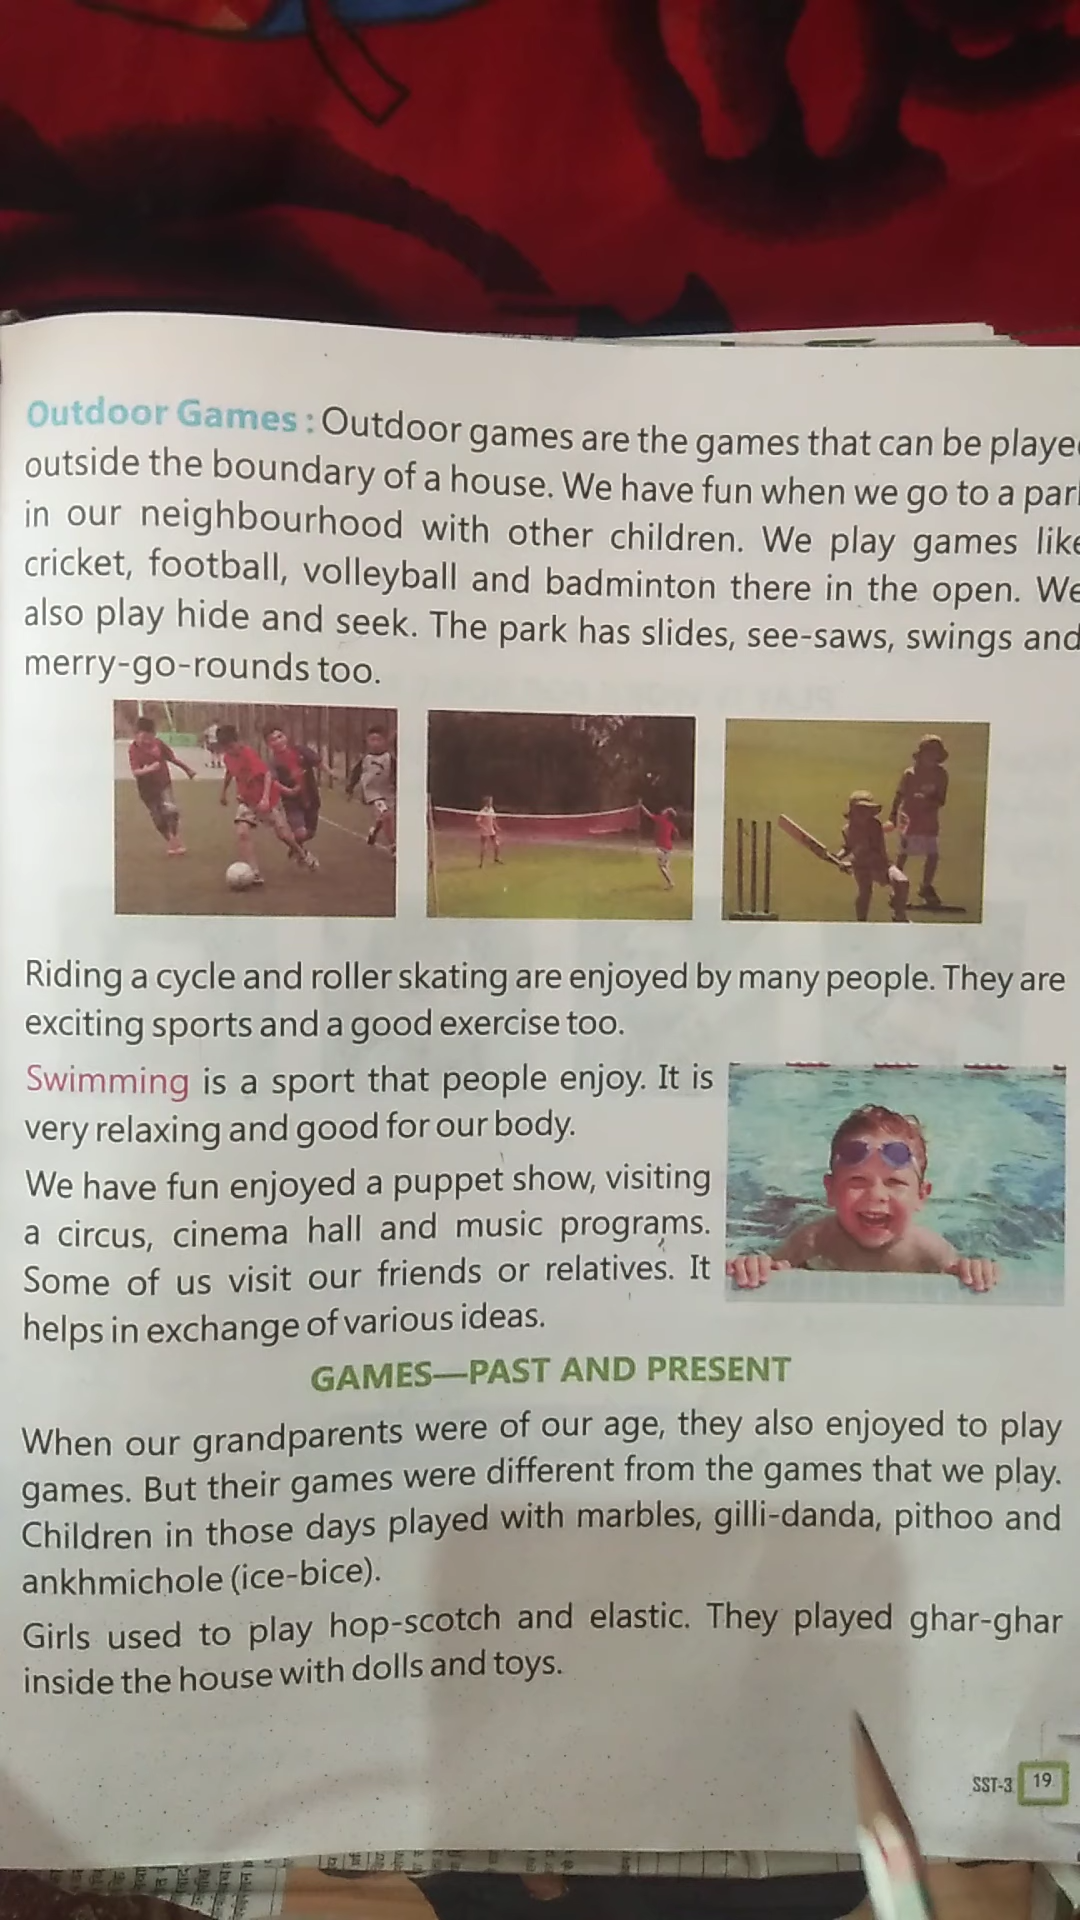 Outdoor Games : Outdoor games are the games that can be playe
outside the boundary of a house. We have fun when we go to a par
in our neighbourhood with other children. We play games like
cricket, football, volleyball and badminton there in the open. We
also play hide and seek. The park has slides, see-saws, swings and
merry-go-rounds too.
Riding a cycle and roller skating are enjoyed by many people. They are
exciting sports and a good exercise too.
Swimming is a sport that people enjoy. It is
very relaxing and good for our body.
We have fun enjoyed a puppet show, visiting
a circus, cinema hall and music programs.
Some of us visit our friends or relatives. It
helps in exchange of various ideas.
GAMES—PAST AND PRESENT
When our grandparents were of our age, they also enjoyed to play
games. But their games were different from the games that we play.
Children in those days played with marbles, gilli-danda, pithoo and
ankhmichole (ice-bice).
Girls used to play hop-scotch and elastic. They played ghar-ghar
inside the house with dolls and toys.
SST-3 19